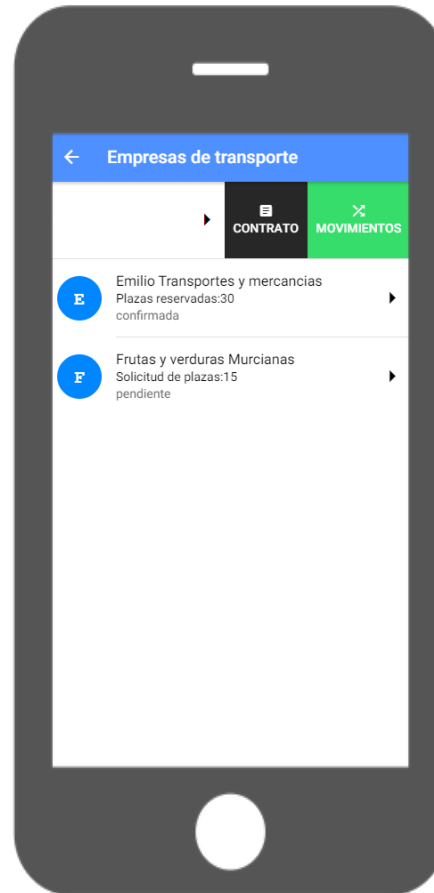 Empresas de transporte
CONTRATO
MOVIMIENTOS
E
Emilio Transportes y mercancias
Plazas reservadas:30
confirmada
F
Frutas y verduras Murcianas
Solicitud de plazas:15
pendiente